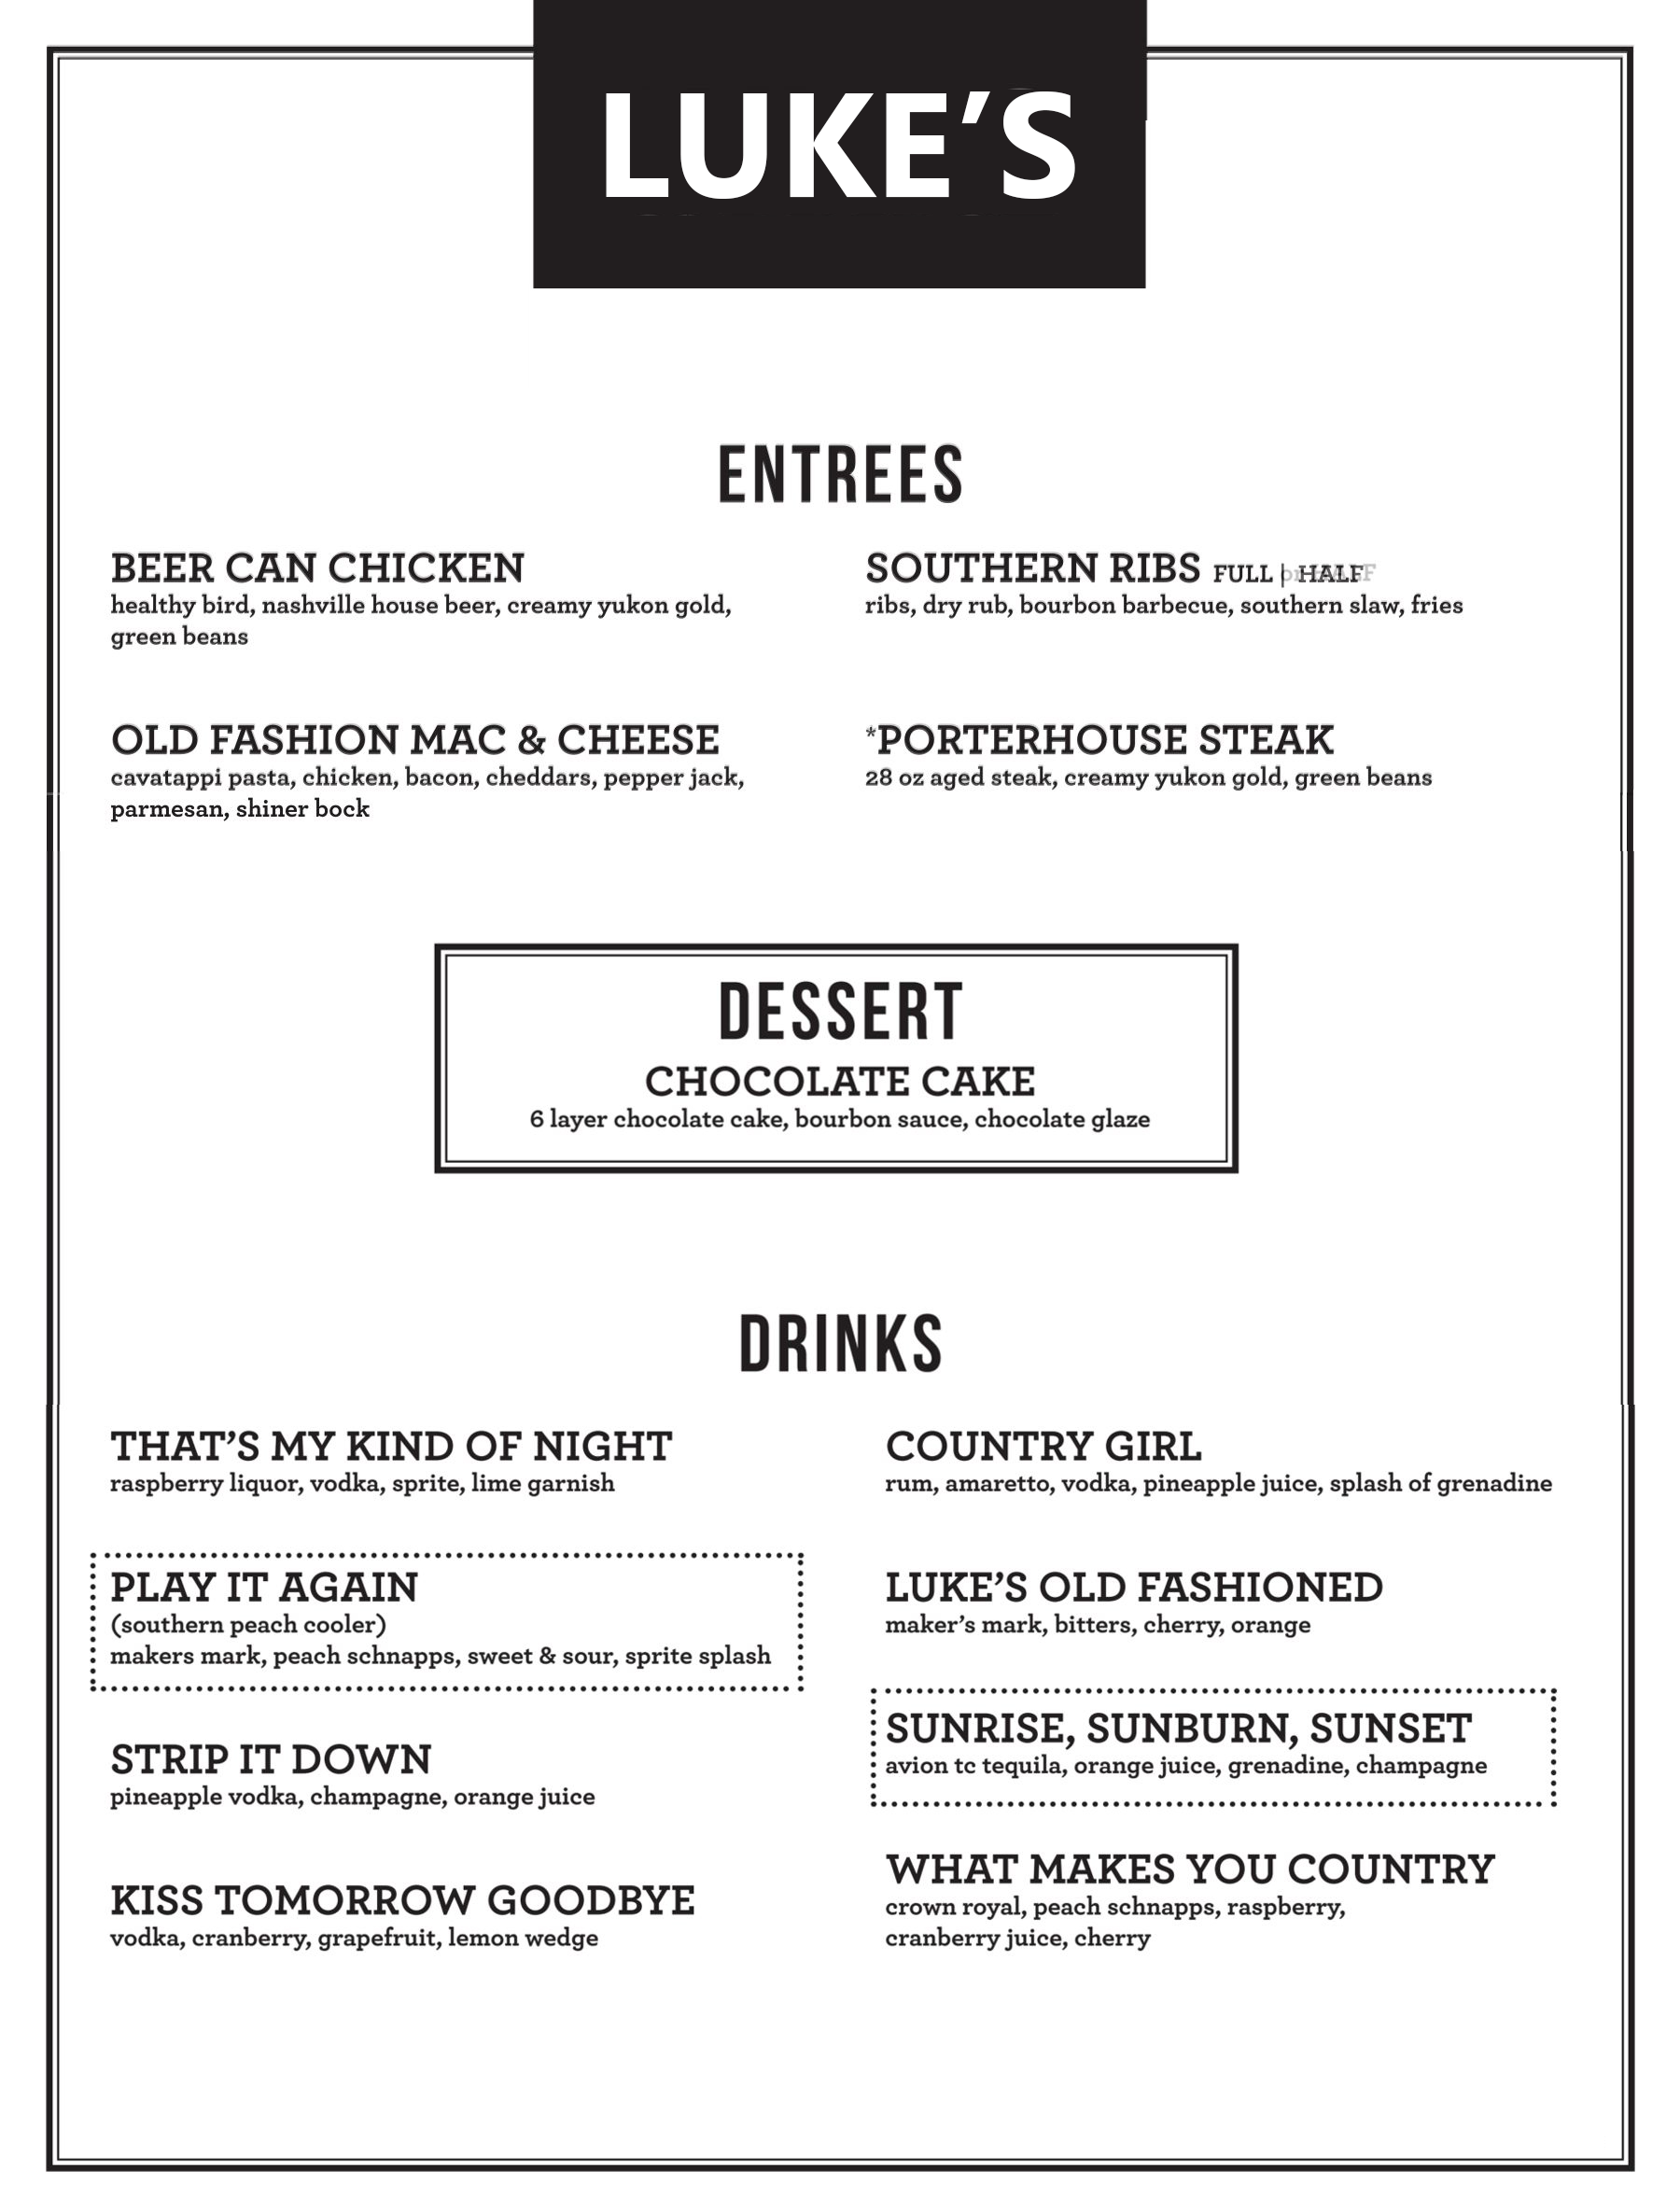 LUKE'S
ENTREES
BEER CAN CHICKEN
healthy bird, nashville house beer, creamy yukon gold,
green beans
OLD FASHION MAC & CHEESE
cavatappi pasta, chicken, bacon, cheddars, pepper jack,
parmesan, shiner bock
SOUTHERN RIBS FULL | HALF
ribs, dry rub, bourbon barbecue, southern slaw, fries
*PORTERHOUSE STEAK
28 oz aged steak, creamy yukon gold, green beans
DESSERT
CHOCOLATE CAKE
6 layer chocolate cake, bourbon sauce, chocolate glaze
DRINKS
THAT'S MY KIND OF NIGHT
raspberry liquor, vodka, sprite, lime garnish
PLAY IT AGAIN
(southern peach cooler)
makers mark, peach schnapps, sweet & sour, sprite splash
STRIP IT DOWN
pineapple vodka, champagne, orange juice
KISS TOMORROW GOODBYE
vodka, cranberry, grapefruit, lemon wedge
COUNTRY GIRL
rum, amaretto, vodka, pineapple juice, splash of grenadine
LUKE'S OLD FASHIONED
maker's mark, bitters, cherry, orange
SUNRISE, SUNBURN, SUNSET
avion tc tequila, orange juice, grenadine, champagne
WHAT MAKES YOU COUNTRY
crown royal, peach schnapps, raspberry,
cranberry juice, cherry